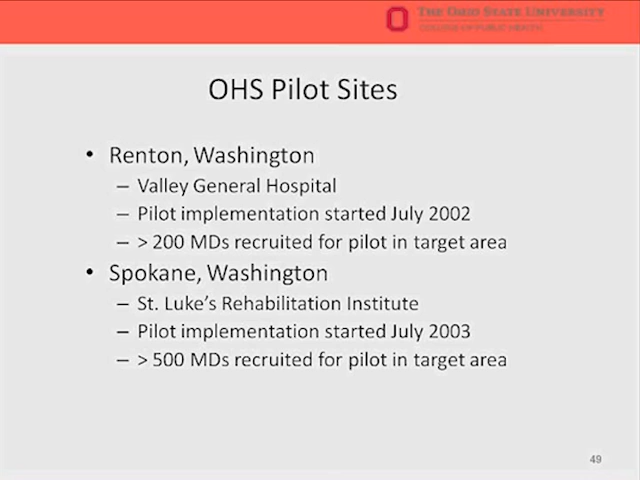 THE OHIO STATE UNIVERSITY
COLLEGE OF PUBLIC HEALTH
OHS Pilot Sites
• Renton, Washington
– Valley General Hospital
– Pilot implementation started July 2002
– > 200 MDs recruited for pilot in target area
• Spokane, Washington
– St. Luke’s Rehabilitation Institute
– Pilot implementation started July 2003
– > 500 MDs recruited for pilot in target area
49